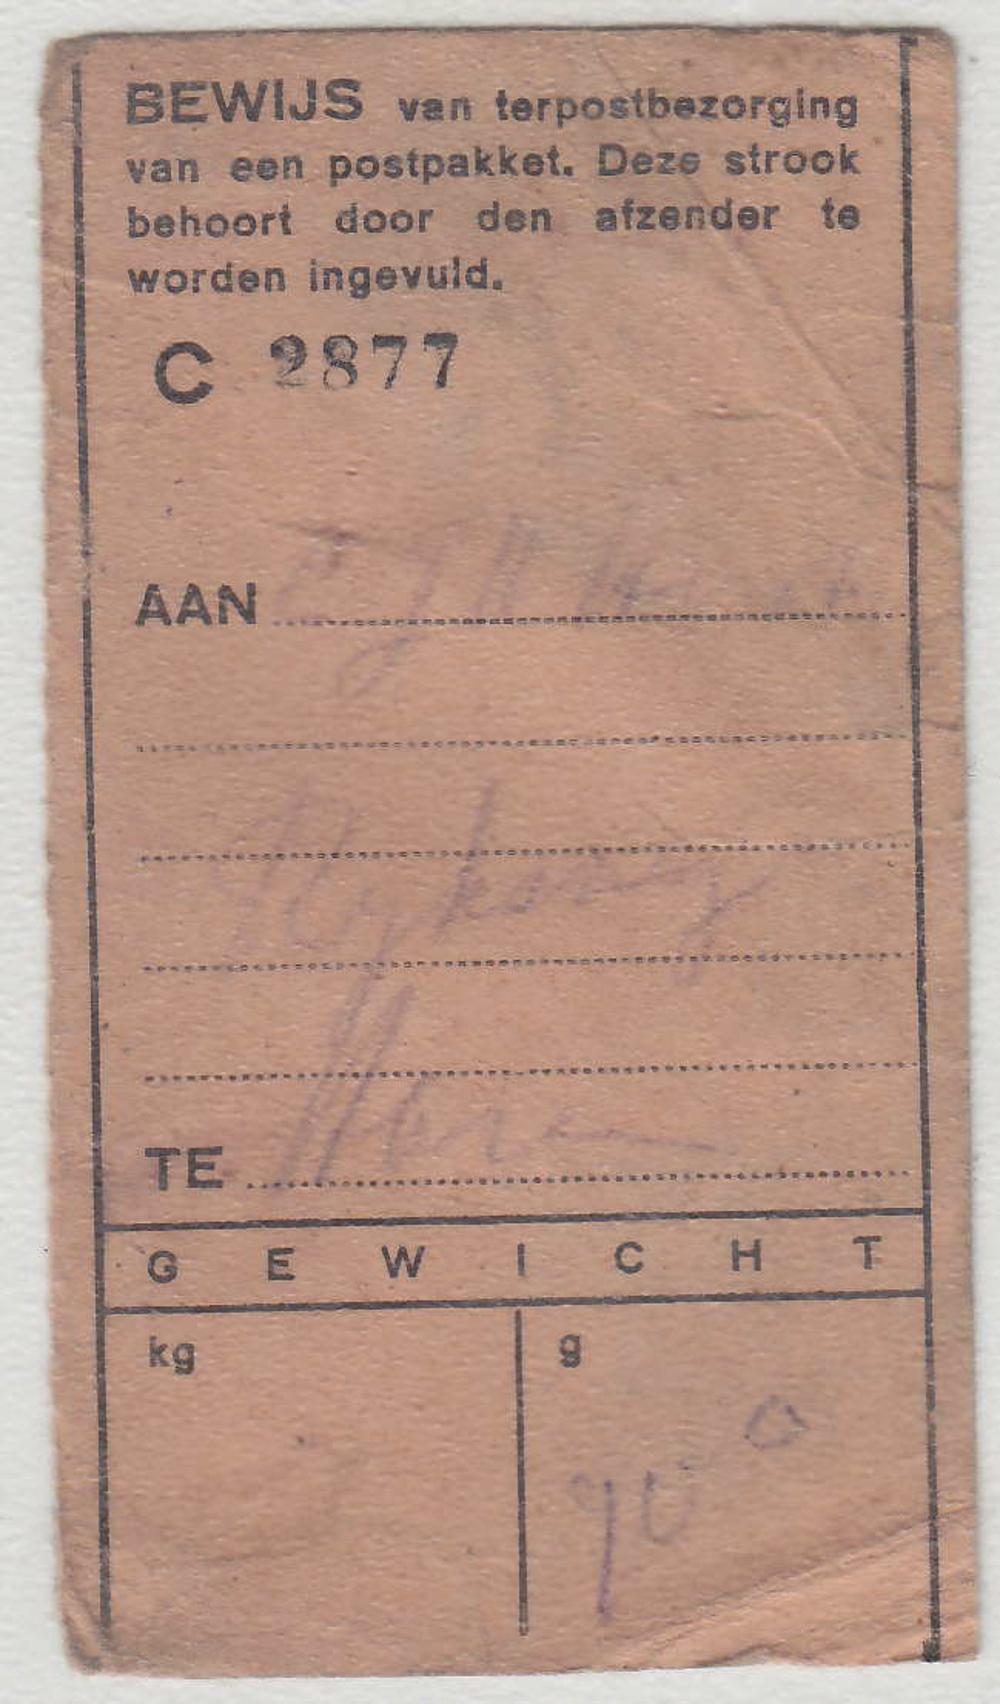 BEWIJS van terpostbezorging
van een postpakket. Deze strook
behoort door den afzender te
worden ingevuld.
C 2877
AAN
TE
G E W I C H T
kg g
900